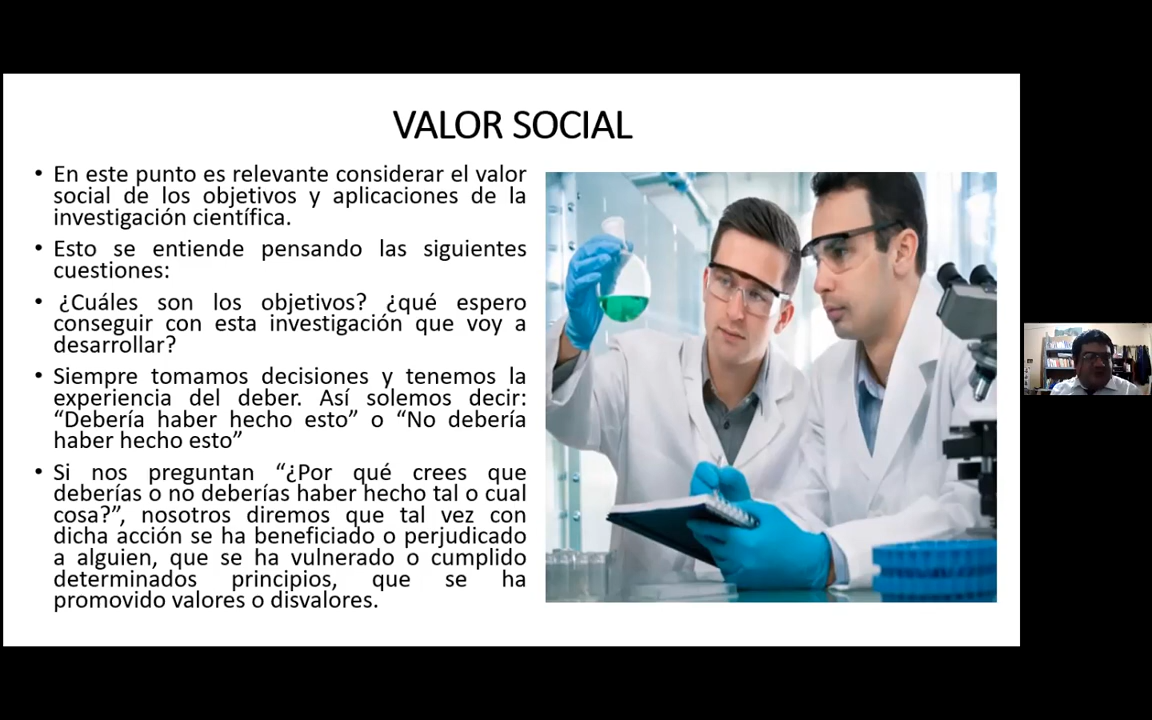 VALOR SOCIAL
• En este punto es relevante considerar el valor
social de los objetivos y aplicaciones de la
investigación científica.
• Esto se entiende pensando las siguientes
cuestiones:
• ¿Cuáles son los objetivos? ¿qué espero
conseguir con esta investigación que voy a
desarrollar?
• Siempre tomamos decisiones y tenemos la
experiencia del deber. Así solemos decir:
“Debería haber hecho esto” o “No debería
haber hecho esto”
• Si nos preguntan “¿Por qué crees que
deberías o no deberías haber hecho tal o cual
cosa?”, nosotros diremos que tal vez con
dicha acción se ha beneficiado o perjudicado
a alguien, que se ha vulnerado o cumplido
determinados principios, que se ha
promovido valores o disvalores.